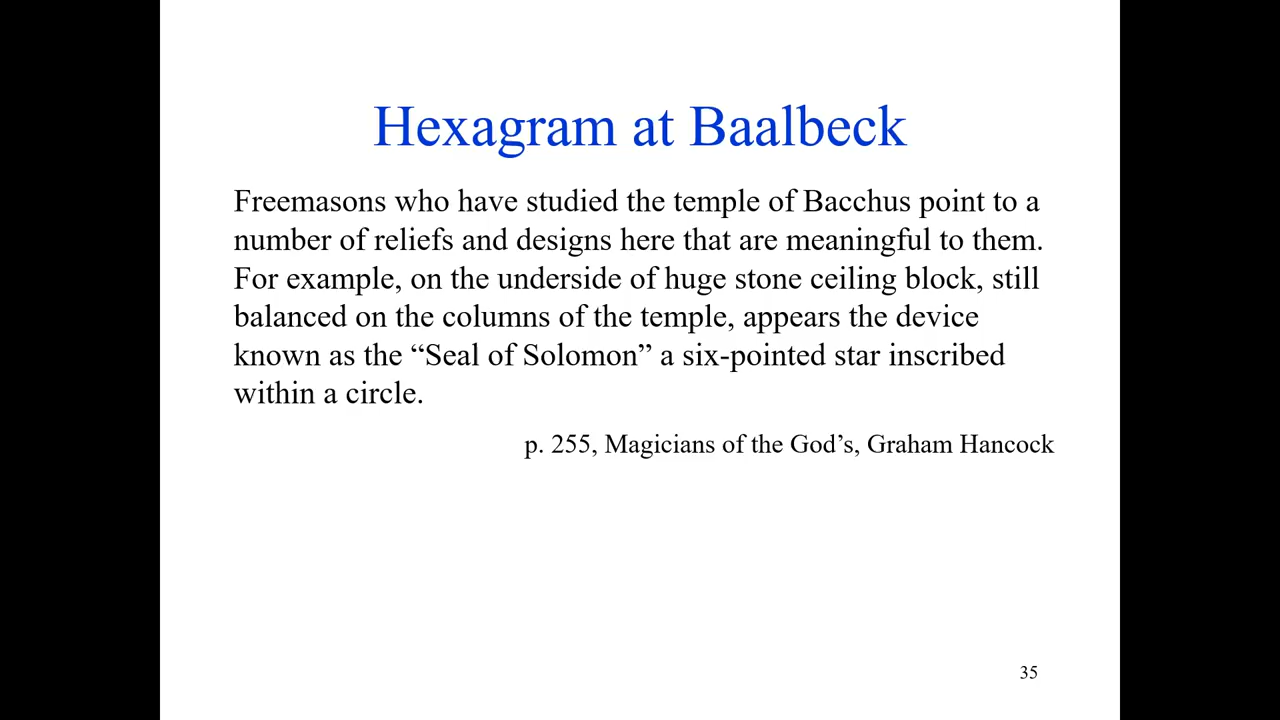 Hexagram at Baalbeck
Freemasons who have studied the temple of Bacchus point to a
number of reliefs and designs here that are meaningful to them.
For example, on the underside of huge stone ceiling block, still
balanced on the columns of the temple, appears the device
known as the “Seal of Solomon” a six-pointed star inscribed
within a circle.
p. 255, Magicians of the God’s, Graham Hancock
35